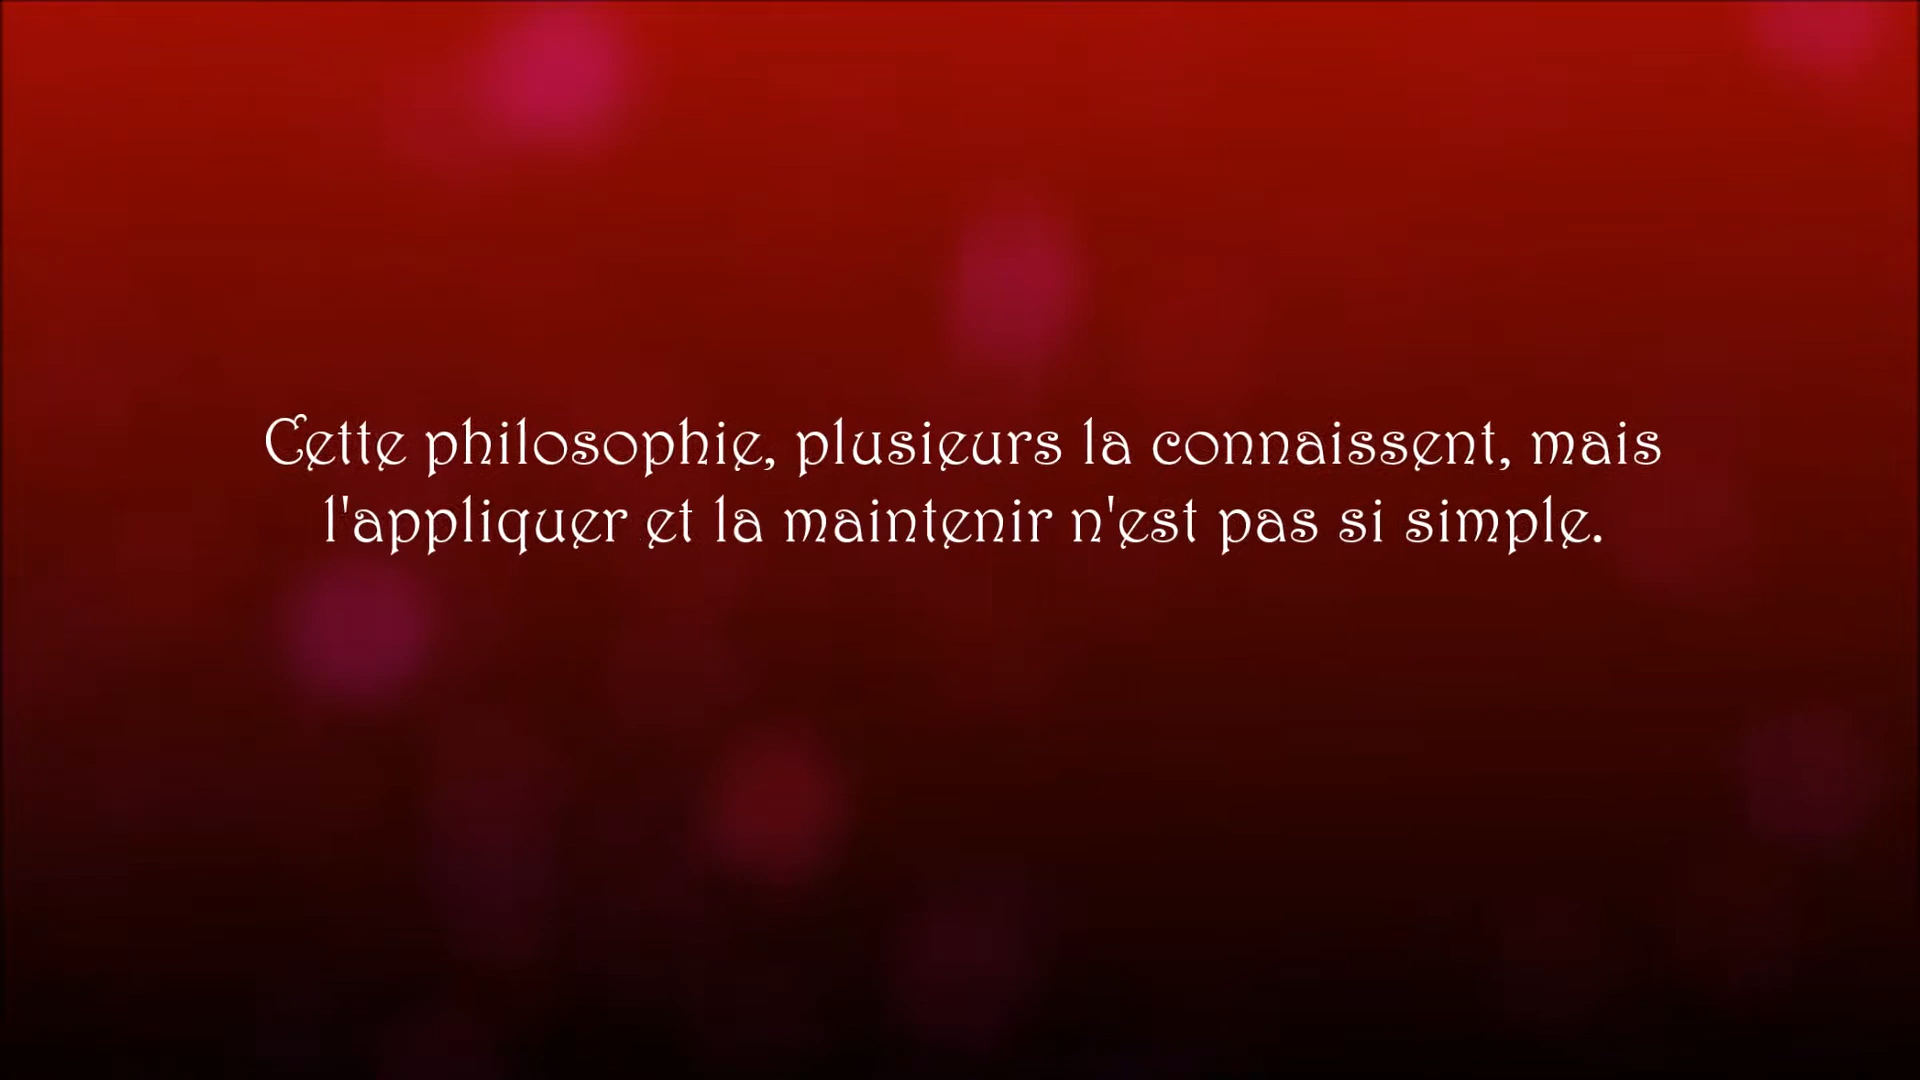 Cette philosophie, plusieurs la connaissent, mais
l'appliquer et la maintenir n'est pas si simple.